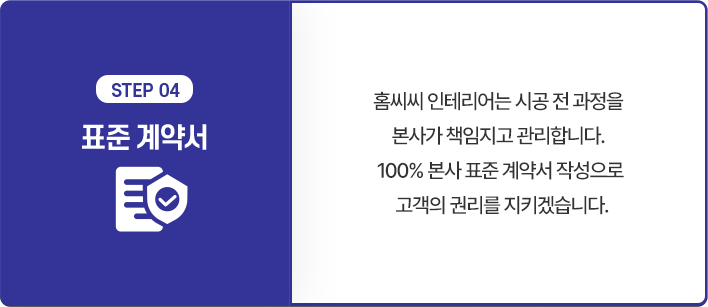 STEP 04
표준 계약서
홈씨씨 인테리어는 시공 전 과정을
본사가 책임지고 관리합니다.
100% 본사 표준 계약서 작성으로
고객의 권리를 지키겠습니다.